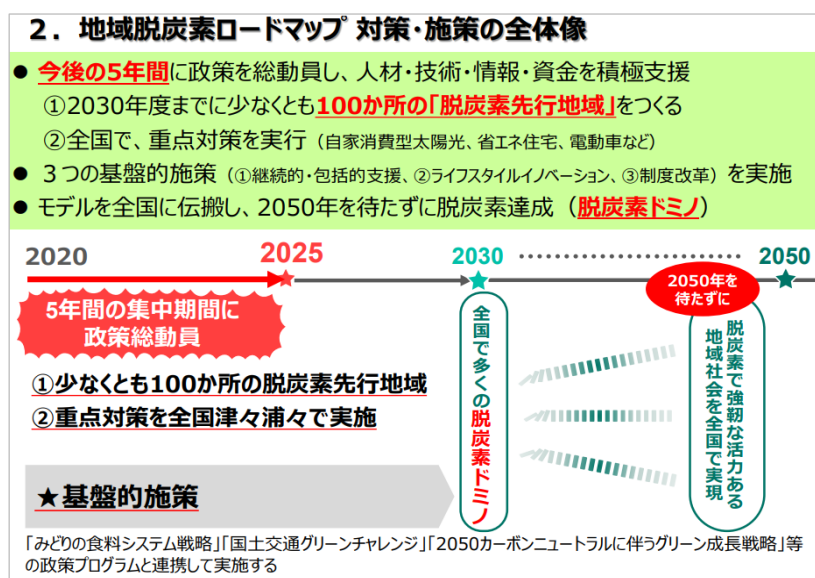 ２．地域脱炭素ロードマップ 対策･施策の全体像
● 今後の5年間に政策を総動員し、人材・技術・情報・資金を積極支援
①2030年度までに少なくとも100か所の「脱炭素先行地域」をつくる
②全国で、重点対策を実行（自家消費型太陽光、省エネ住宅、電動車など）
● ３つの基盤的施策（①継続的・包括的支援、②ライフスタイルイノベーション、③制度改革）を実施
● モデルを全国に伝搬し、2050年を待たずに脱炭素達成（脱炭素ドミノ）
2020
2025
2030
2050
5年間の集中期間に
政策総動員
①少なくとも100か所の脱炭素先行地域
②重点対策を全国津々浦々で実施
★基盤的施策
全国で多くの脱炭素ドミノ
2050年を
待たずに
脱炭素で強靭な活力ある
地域社会を全国で実現
「みどりの食料システム戦略」「国土交通グリーンチャレンジ」「2050カーボンニュートラルに伴うグリーン成長戦略」等
の政策プログラムと連携して実施する